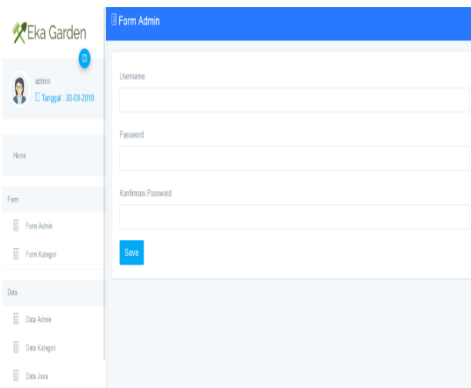 Eka Garden
admin
Tanggal : 30-08-2018
Home
Form
Form Admin
Form Kategori
Data
Data Admin
Data Kategori
Data Jasa
Form Admin
Username
Password
Konfirmasi Password
Save